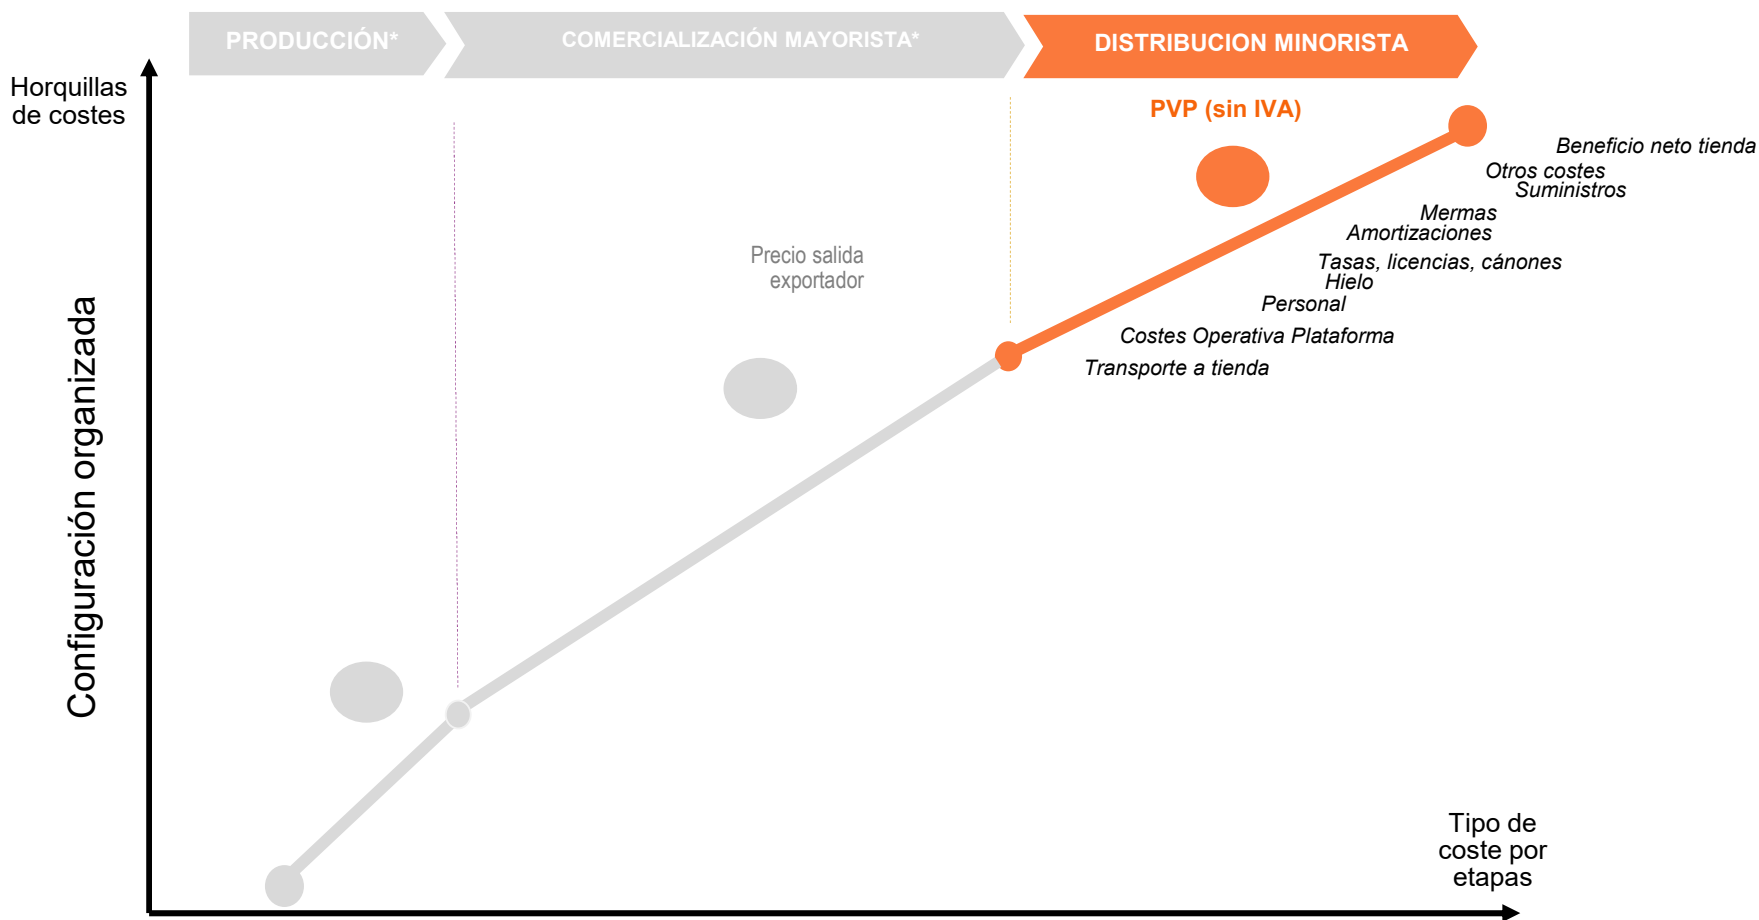 PRODUCCIÓN*
COMERCIALIZACIÓN MAYORISTA*
DISTRIBUCION MINORISTA
Horquillas
de costes
PVP (sin IVA)
Beneficio neto tienda
Otros costes
Suministros
Mermas
Amortizaciones
Precio salida
exportador
Tasas, licencias, cánones
Hielo
Personal
Costes Operativa Plataforma
Transporte a tienda
Configuración organizada
Tipo de
coste por
etapas